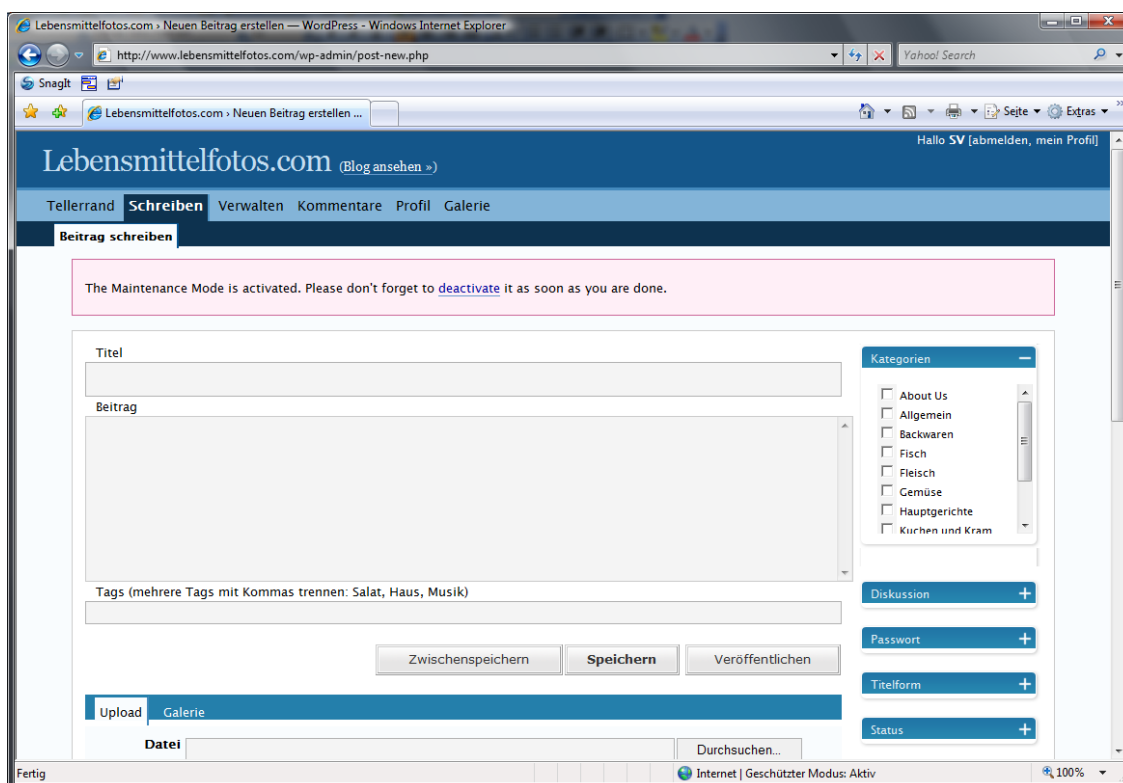 Lebensmittelfotos.com › Neuen Beitrag erstellen — WordPress - Windows Internet Explorer
http://www.lebensmittelfotos.com/wp-admin/post-new.php
Yahoo! Search
SnagIt
Lebensmittelfotos.com › Neuen Beitrag erstellen ...
Seite
Extras
Hallo SV [abmelden, mein Profil]
Lebensmittelfotos.com (Blog ansehen »)
Tellerrand Schreiben Verwalten Kommentare Profil Galerie
Beitrag schreiben
The Maintenance Mode is activated. Please don't forget to deactivate it as soon as you are done.
Titel
Beitrag
Tags (mehrere Tags mit Kommas trennen: Salat, Haus, Musik)
Zwischenspeichern Speichern Veröffentlichen
Upload Galerie
Datei Durchsuchen...
Kategorien
About Us
Allgemein
Backwaren
Fisch
Fleisch
Gemüse
Hauptgerichte
Kuchen und Kram
Diskussion
Passwort
Titelform
Status
Fertig
Internet | Geschützter Modus: Aktiv
100%